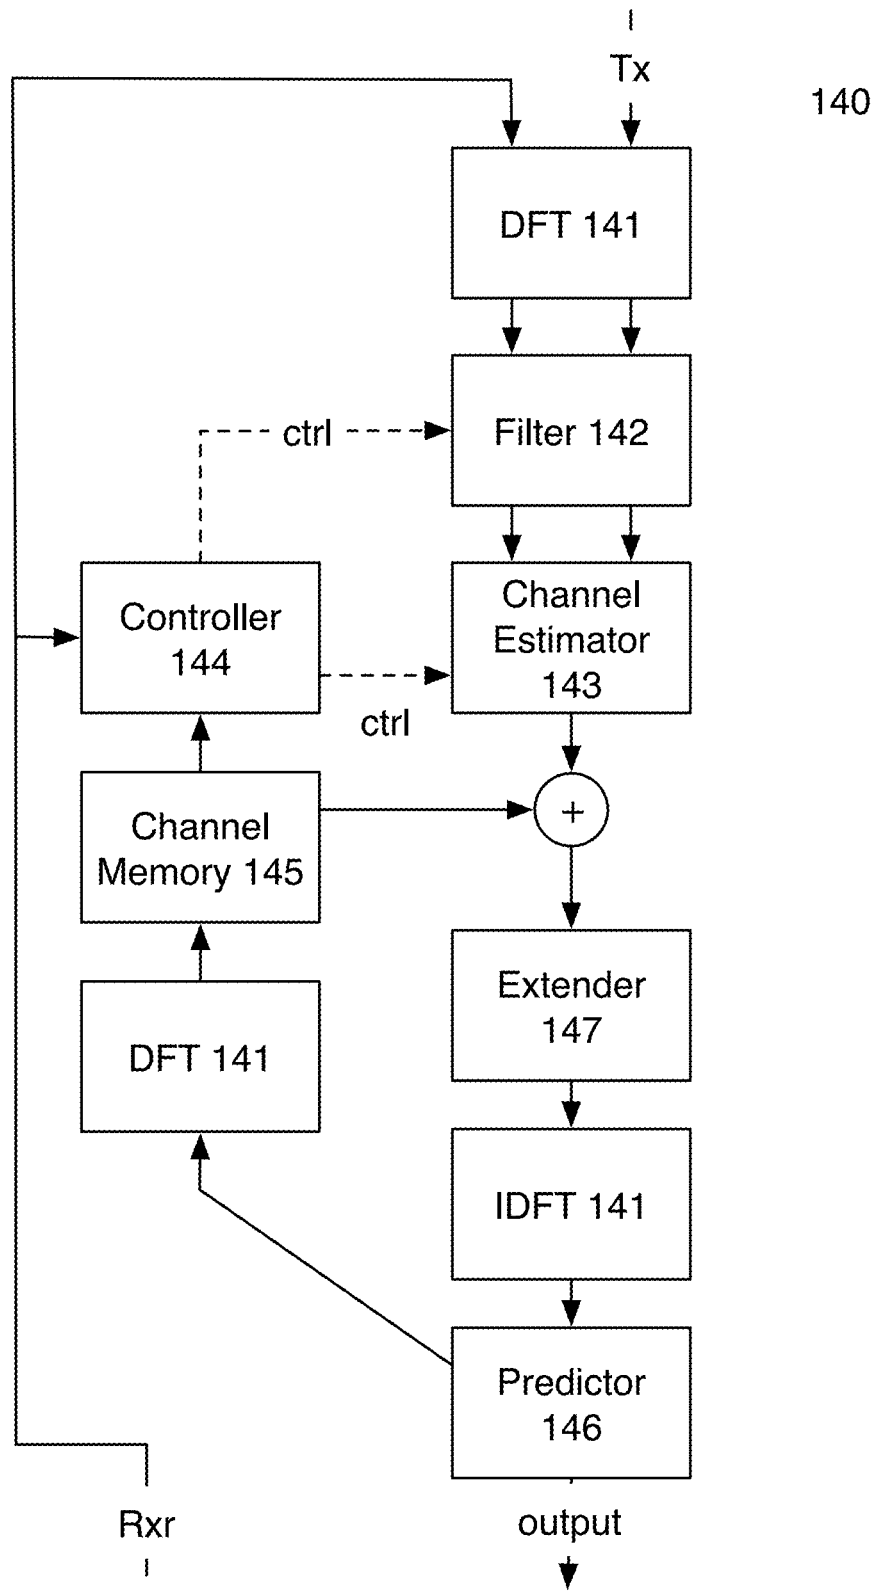 Tx
140
DFT 141
ctrl
Filter 142
Controller
144
Channel
Estimator
143
ctrl
Channel
Memory 145
+
Extender
147
DFT 141
IDFT 141
Predictor
146
Rxr
output